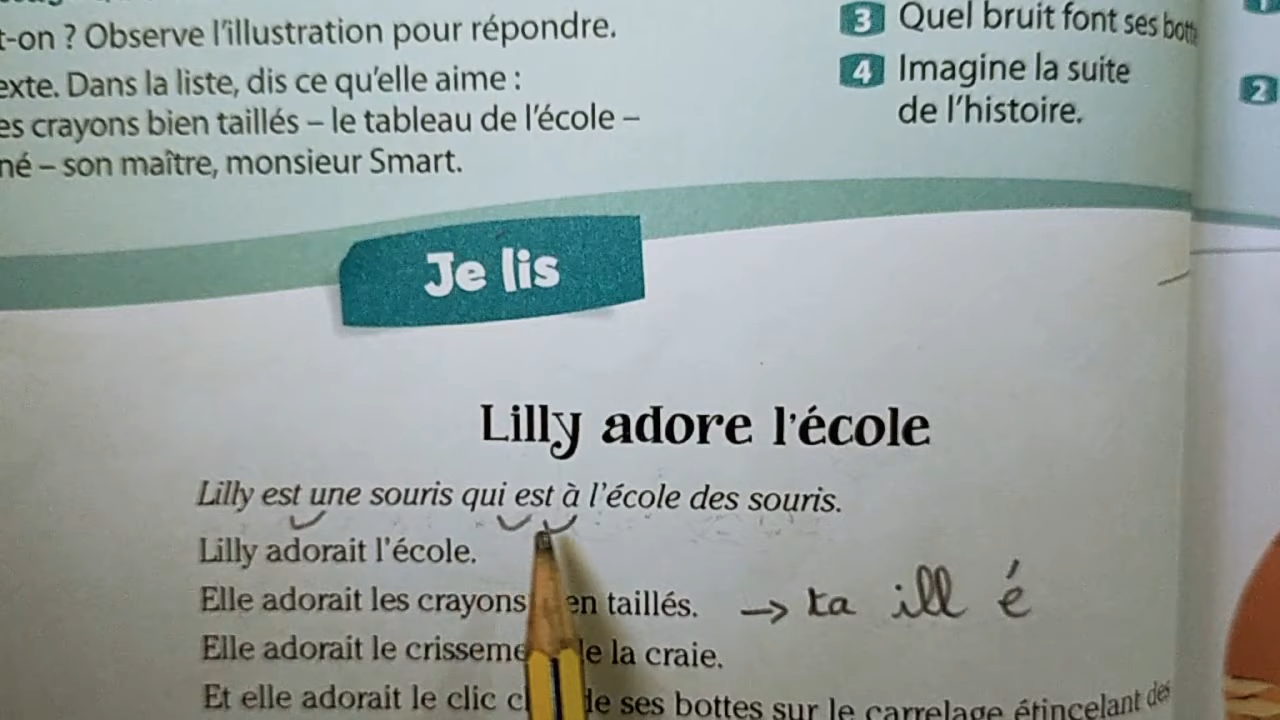 t-on ? Observe l'illustration pour répondre.
exte. Dans la liste, dis ce qu'elle aime :
es crayons bien taillés – le tableau de l'école –
né – son maître, monsieur Smart.
3 Quel bruit font ses bott
4 Imagine la suite
de l'histoire.
2
Je lis
Lilly adore l'école
Lilly est une souris qui est à l'école des souris.
Lilly adorait l'école.
Elle adorait les crayons en taillés. → ta ill é
Elle adorait le crisseme de la craie.
Et elle adorait le clic c de ses bottes sur le carrelage étincelant des